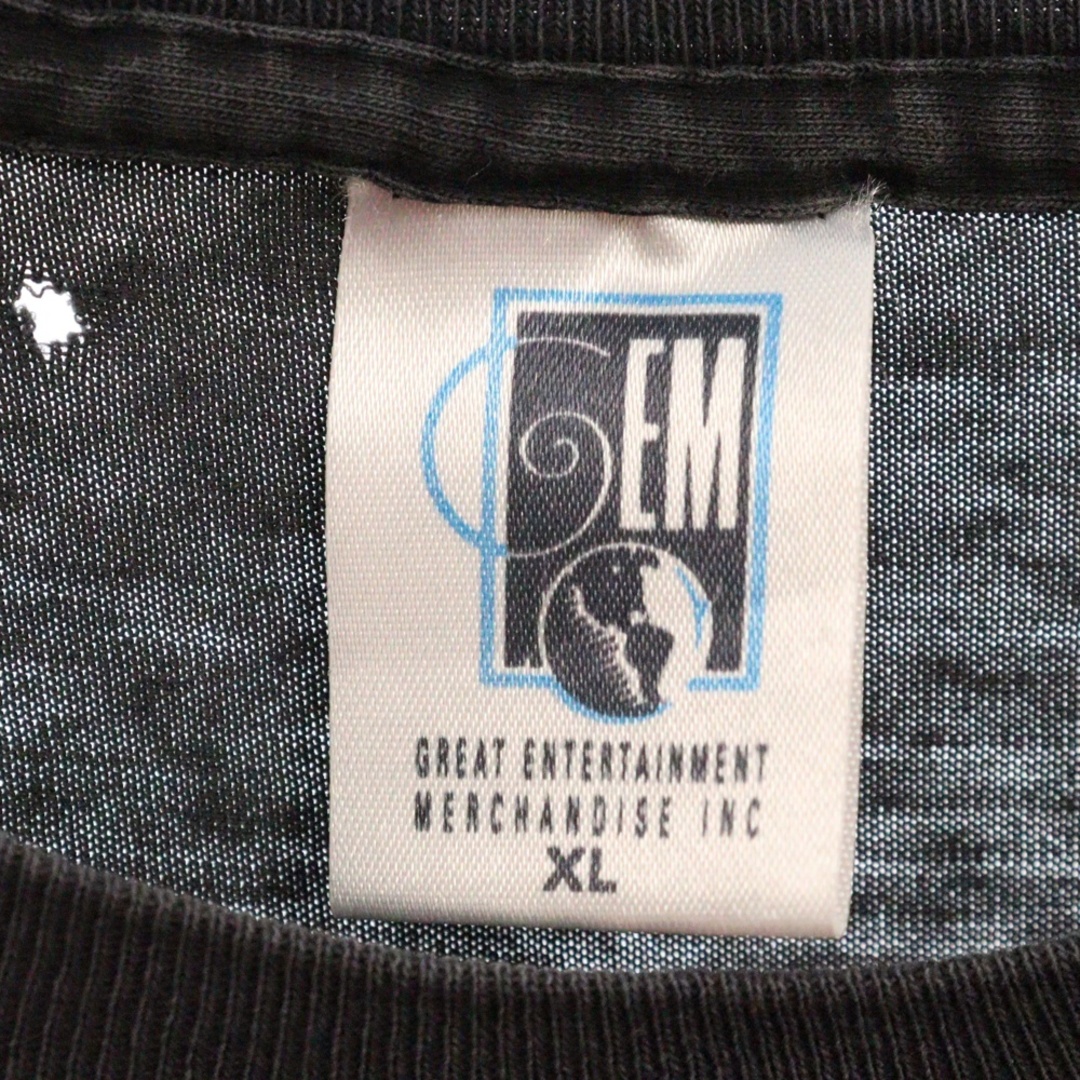 GEM
GREAT ENTERTAINMENT
MERCHANDISE INC
XL